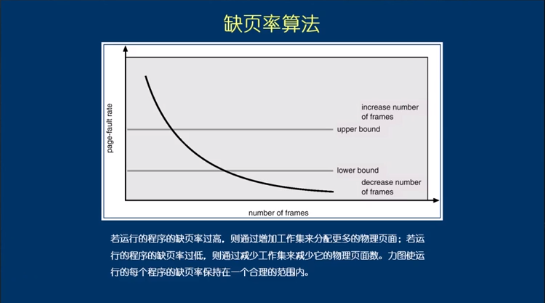 缺页率算法
increase number
of frames
upper bound
page-fault rate
lower bound
decrease number
of frames
number of frames
若运行的程序的缺页率过高，则通过增加工作集来分配更多的物理页面；若运
行的程序的缺页率过低，则通过减少工作集来减少它的物理页面数。力图使运
行的每个程序的缺页率保持在一个合理的范围内。